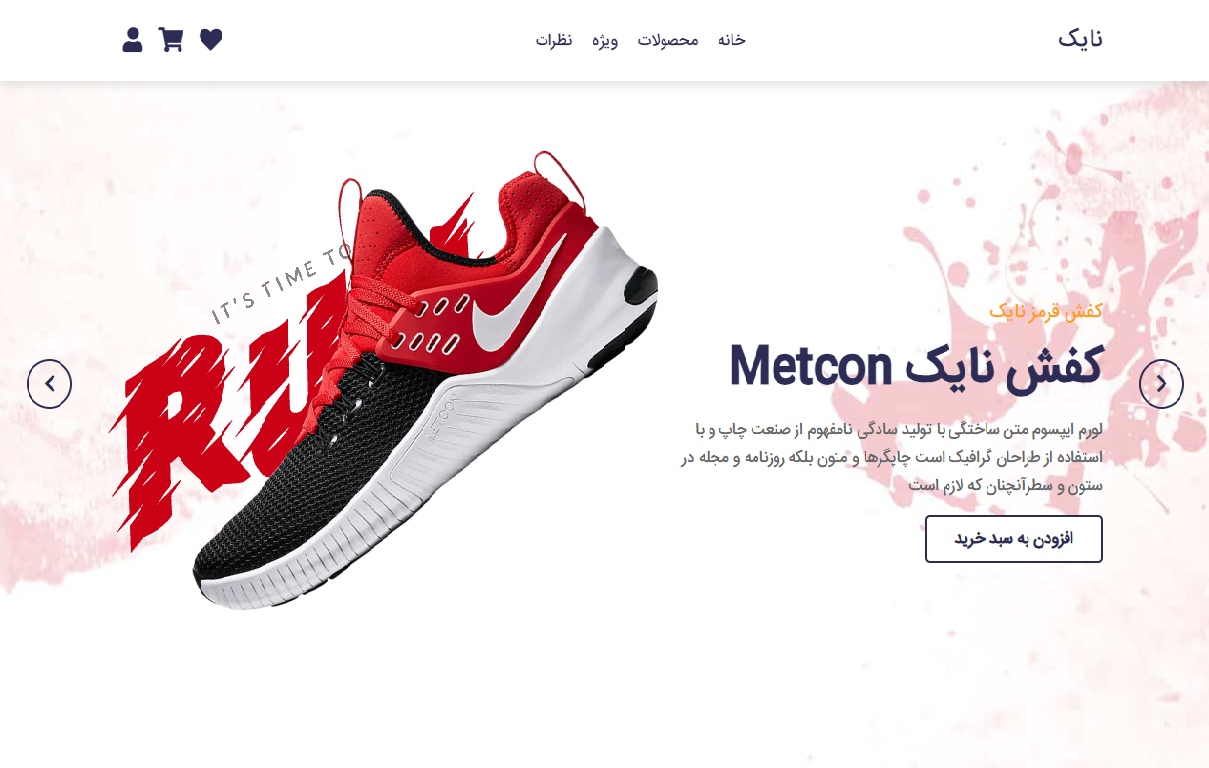 نایک
خانه محصولات ویژه نظرات
IT'S TIME TO
RUN
METCON
کفش قرمز نایک
کفش نایک Metcon
لورم ایپسوم متن ساختگی با تولید سادگی نامفهوم از صنعت چاپ و با
استفاده از طراحان گرافیک است چاپگرها و متون بلکه روزنامه و مجله در
ستون و سطرآنچنان که لازم است
افزودن به سبد خرید